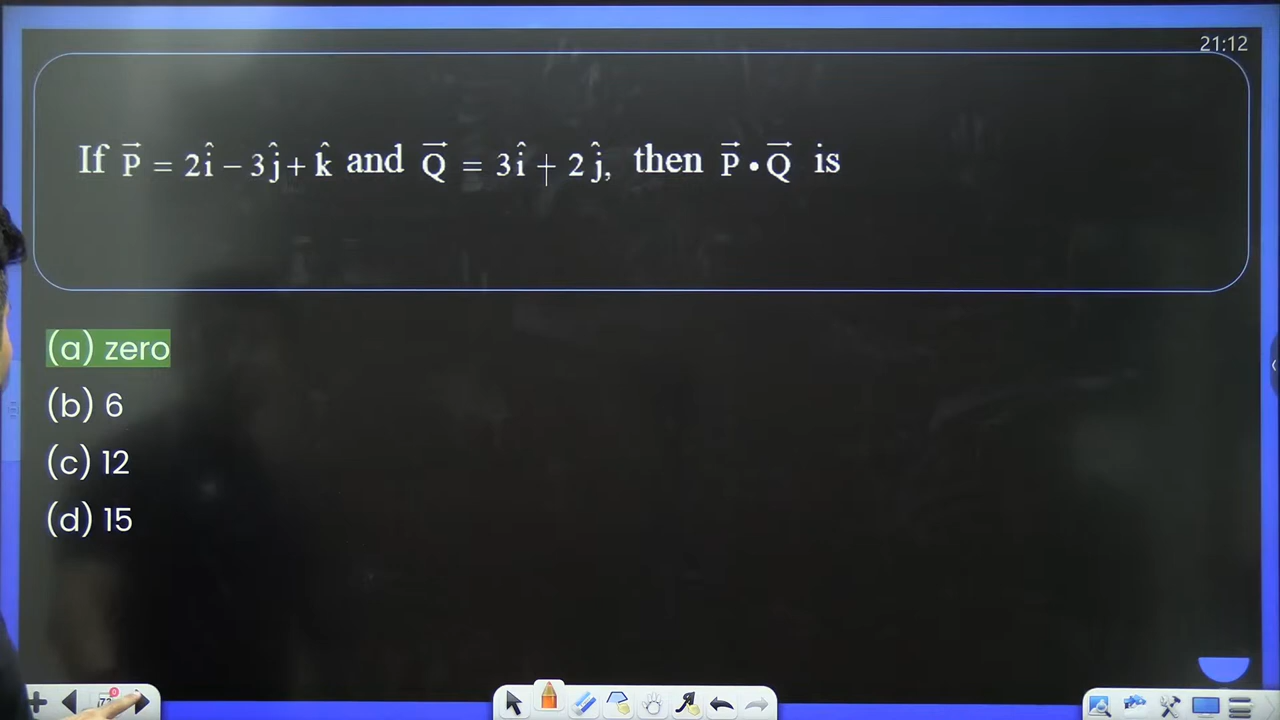 21:12
If P⃗ = 2î − 3ĵ + k̂ and Q⃗ = 3î + 2ĵ, then P⃗ • Q⃗ is
(a) zero
(b) 6
(c) 12
(d) 15